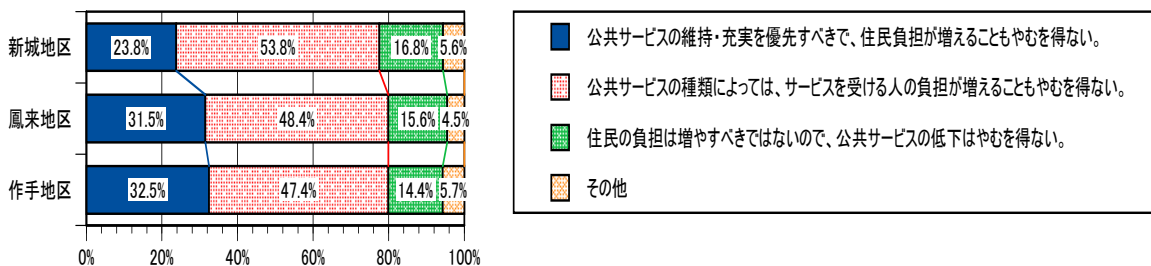 新城地区
23.8%
53.8%
16.8%
5.6%
鳳来地区
31.5%
48.4%
15.6%
4.5%
作手地区
32.5%
47.4%
14.4%
5.7%
0%
20%
40%
60%
80%
100%
公共サービスの維持・充実を優先すべきで、住民負担が増えることもやむを得ない。
公共サービスの種類によっては、サービスを受ける人の負担が増えることもやむを得ない。
住民の負担は増やすべきではないので、公共サービスの低下はやむを得ない。
その他